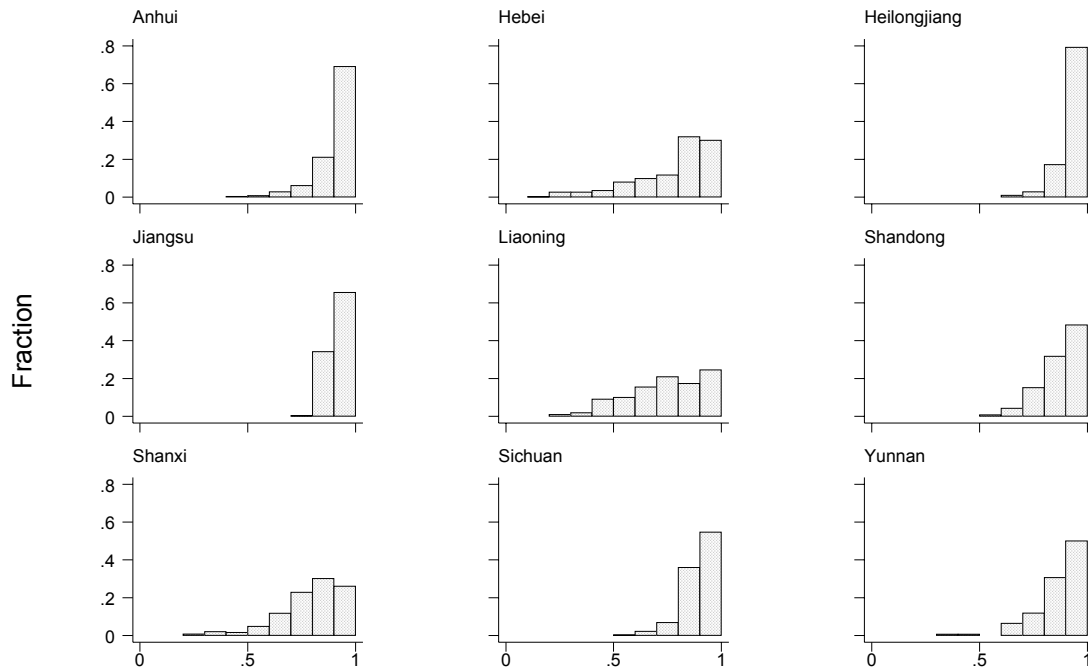 Anhui
Hebei
Heilongjiang
.8
.6
.4
.2
0
Jiangsu
Liaoning
Shandong
.8
.6
.4
.2
0
Fraction
Shanxi
Sichuan
Yunnan
.8
.6
.4
.2
0
0 .5 1 0 .5 1 0 .5 1